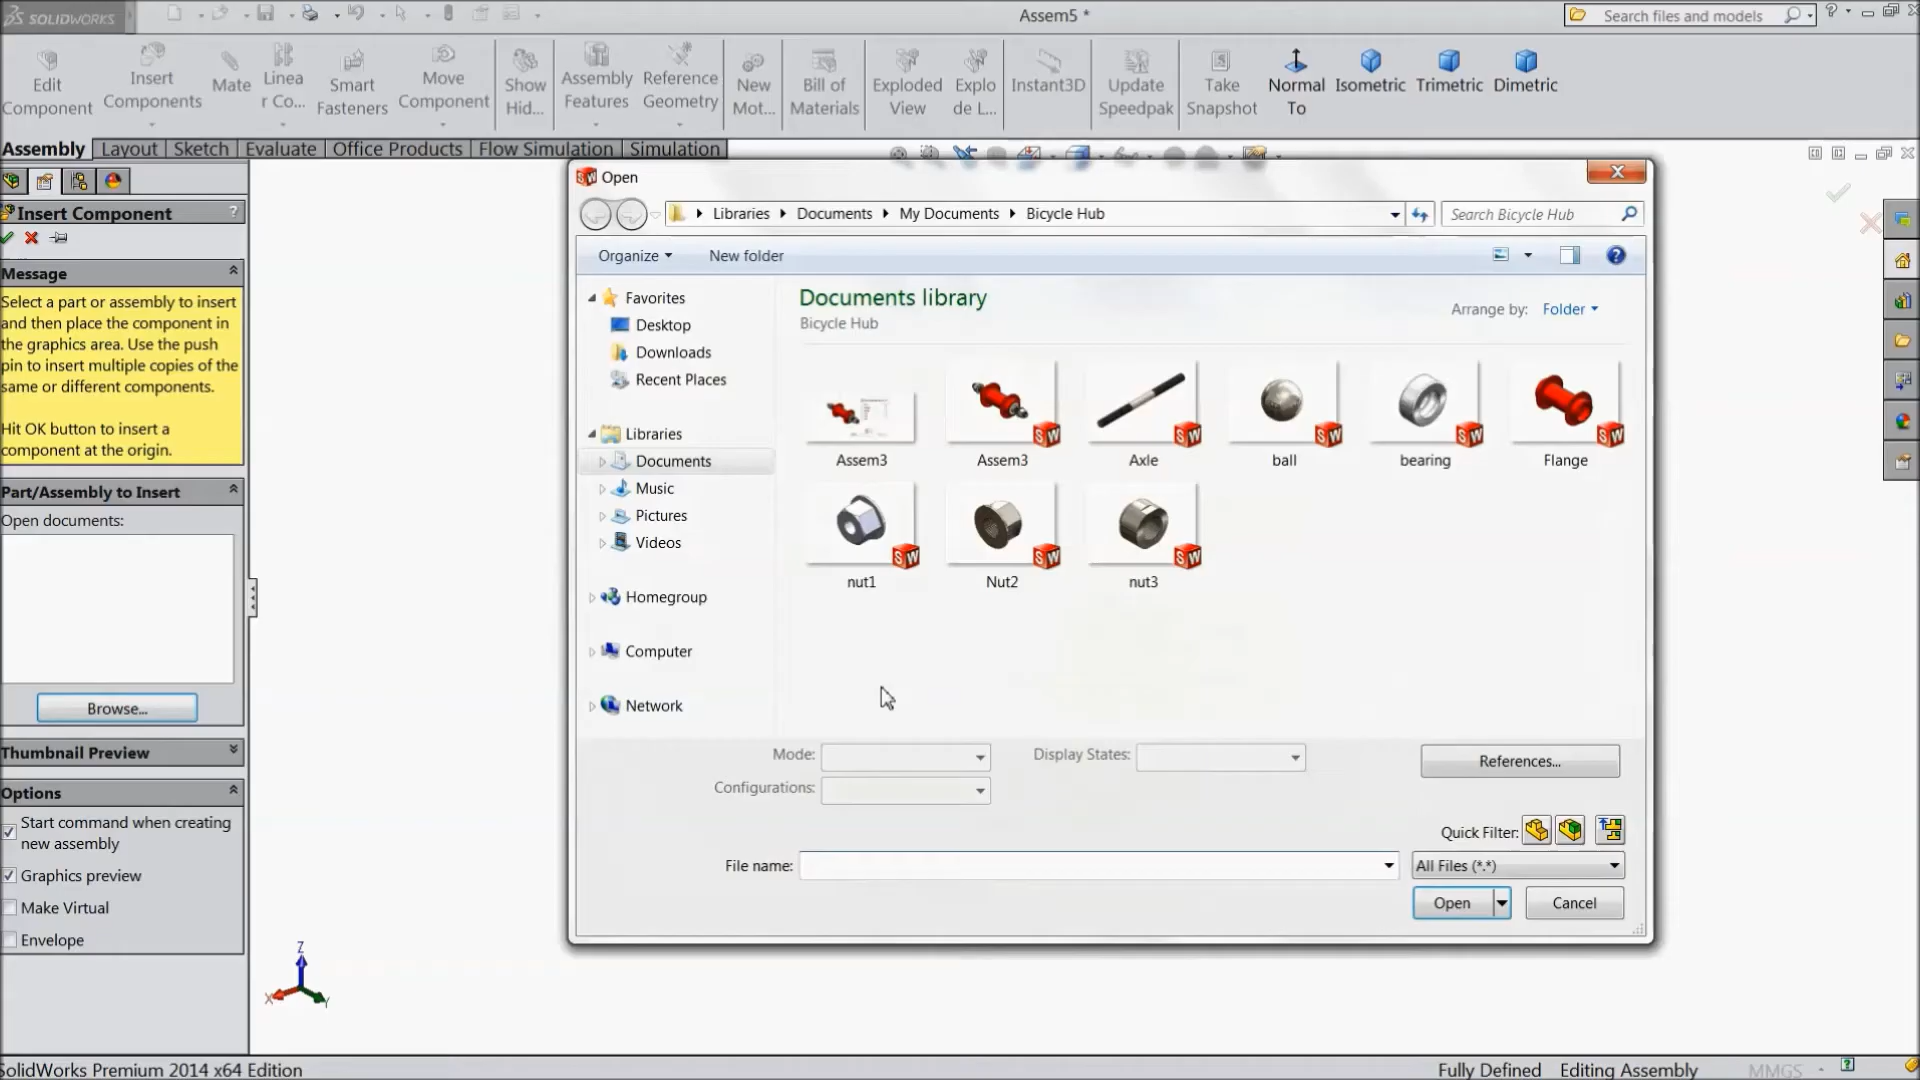 SOLIDWORKS
Assem5 *
Search files and models
Edit
Component
Insert
Components
Mate
Linea
r Co...
Smart
Fasteners
Move
Component
Show
Hid...
Assembly
Features
Reference
Geometry
New
Mot...
Bill of
Materials
Exploded
View
Explo
de L...
Instant3D
Update
Speedpak
Take
Snapshot
Normal
To
Isometric
Trimetric
Dimetric
Assembly
Layout
Sketch
Evaluate
Office Products
Flow Simulation
Simulation
Insert Component
?
Message
Select a part or assembly to insert
and then place the component in
the graphics area. Use the push
pin to insert multiple copies of the
same or different components.
Hit OK button to insert a
component at the origin.
Part/Assembly to Insert
Open documents:
Browse...
Thumbnail Preview
Options
Start command when creating
new assembly
Graphics preview
Make Virtual
Envelope
Open
Libraries
Documents
My Documents
Bicycle Hub
Search Bicycle Hub
Organize
New folder
Favorites
Desktop
Downloads
Recent Places
Libraries
Documents
Music
Pictures
Videos
Homegroup
Computer
Network
Documents library
Bicycle Hub
Arrange by: Folder
Assem3
Assem3
Axle
ball
bearing
Flange
nut1
Nut2
nut3
Mode:
Display States:
References...
Configurations:
Quick Filter:
File name:
All Files (*.*)
Open
Cancel
Z
X
Y
SolidWorks Premium 2014 x64 Edition
Fully Defined
Editing Assembly
MMGS